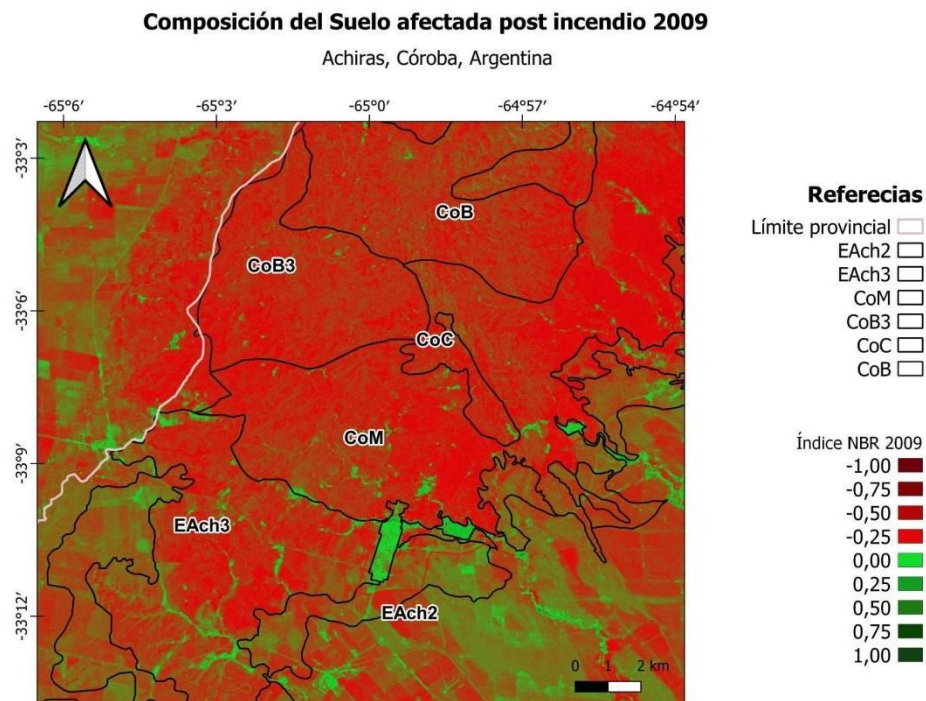 Composición del Suelo afectada post incendio 2009
Achiras, Córoba, Argentina
-65°6′ -65°3′ -65°0′ -64°57′ -64°54′
-33°3′
-33°6′
-33°9′
-33°12′
CoB
CoB3
CoC
CoM
EAch3
EAch2
0 1 2 km
Referecias
Límite provincial
EAch2
EAch3
CoM
CoB3
CoC
CoB
Índice NBR 2009
-1,00
-0,75
-0,50
-0,25
0,00
0,25
0,50
0,75
1,00